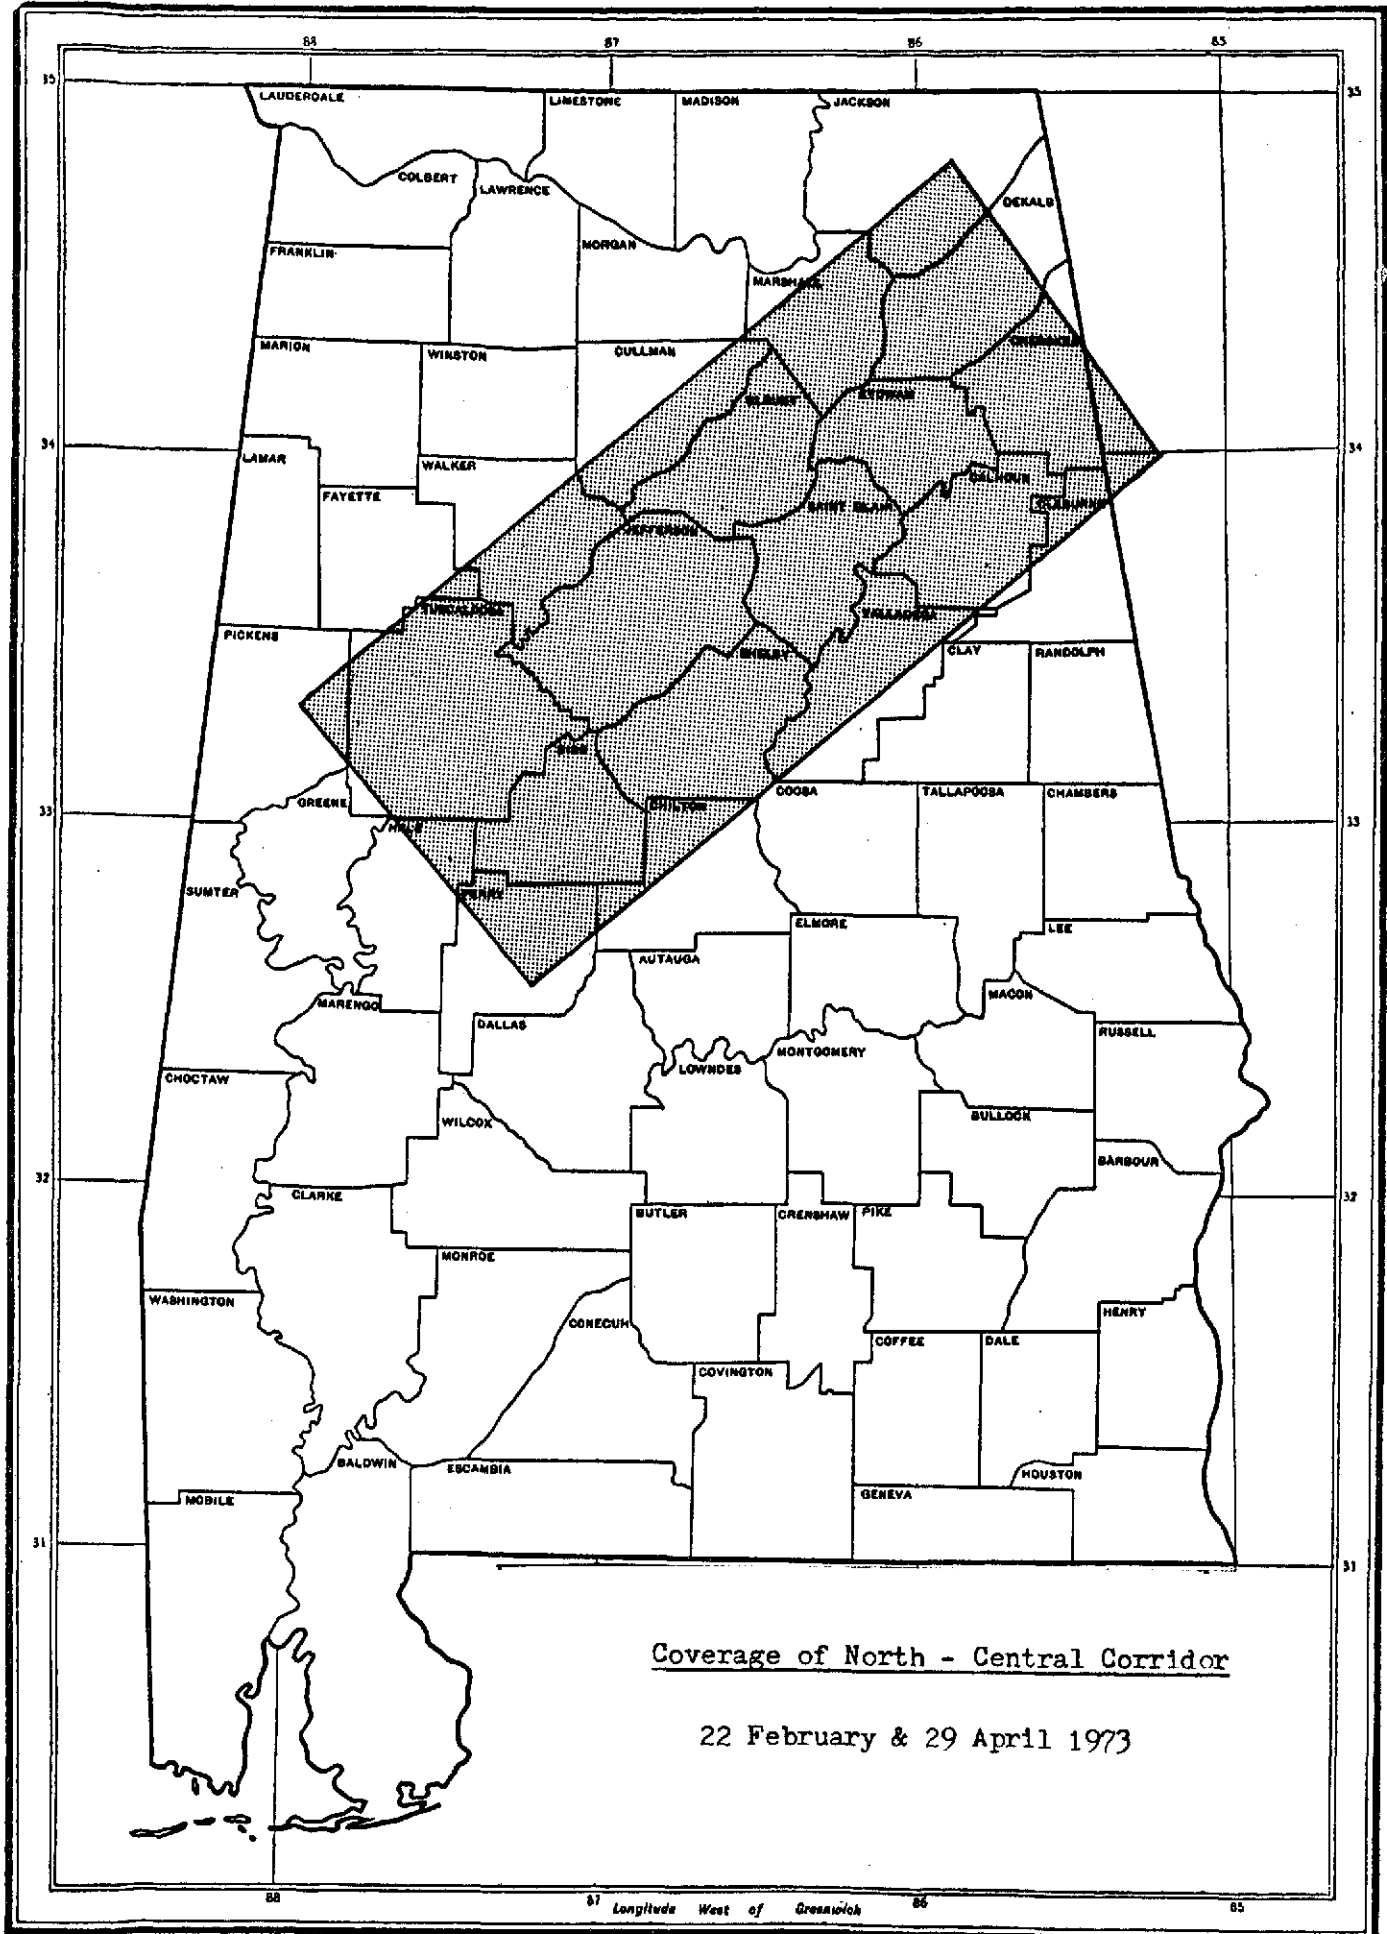 88 87 86 85
35 35
LAUDERDALE LIMESTONE MADISON JACKSON
COLBERT LAWRENCE DEKALB
FRANKLIN MORGAN
MARSHALL
MARION WINSTON CULLMAN CHEROKEE
BLOUNT ETOWAH
34 34
LAMAR WALKER
FAYETTE CALHOUN
SAINT CLAIR CLEBURNE
JEFFERSON
TUSCALOOSA TALLADEGA
PICKENS SHELBY CLAY RANDOLPH
BIBB
GREENE CHILTON COOSA TALLAPOOSA CHAMBERS
33 33
HALE
SUMTER PERRY
ELMORE LEE
AUTAUGA
MARENGO DALLAS MACON
RUSSELL
MONTGOMERY
CHOCTAW LOWNDES
WILCOX BULLOCK
BARBOUR
32 32
CLARKE
BUTLER CRENSHAW PIKE
MONROE
WASHINGTON HENRY
CONECUH
COFFEE DALE
COVINGTON
BALDWIN ESCAMBIA HOUSTON
MOBILE GENEVA
31 31
Coverage of North - Central Corridor
22 February & 29 April 1973
88 87 86 85
Longitude West of Greenwich